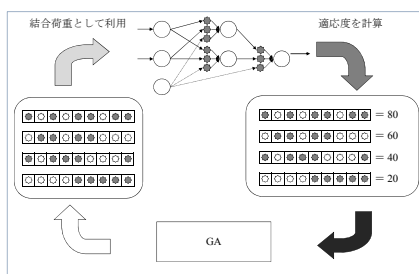 結合荷重として利用
適応度を計算
= 80
= 60
= 40
= 20
GA